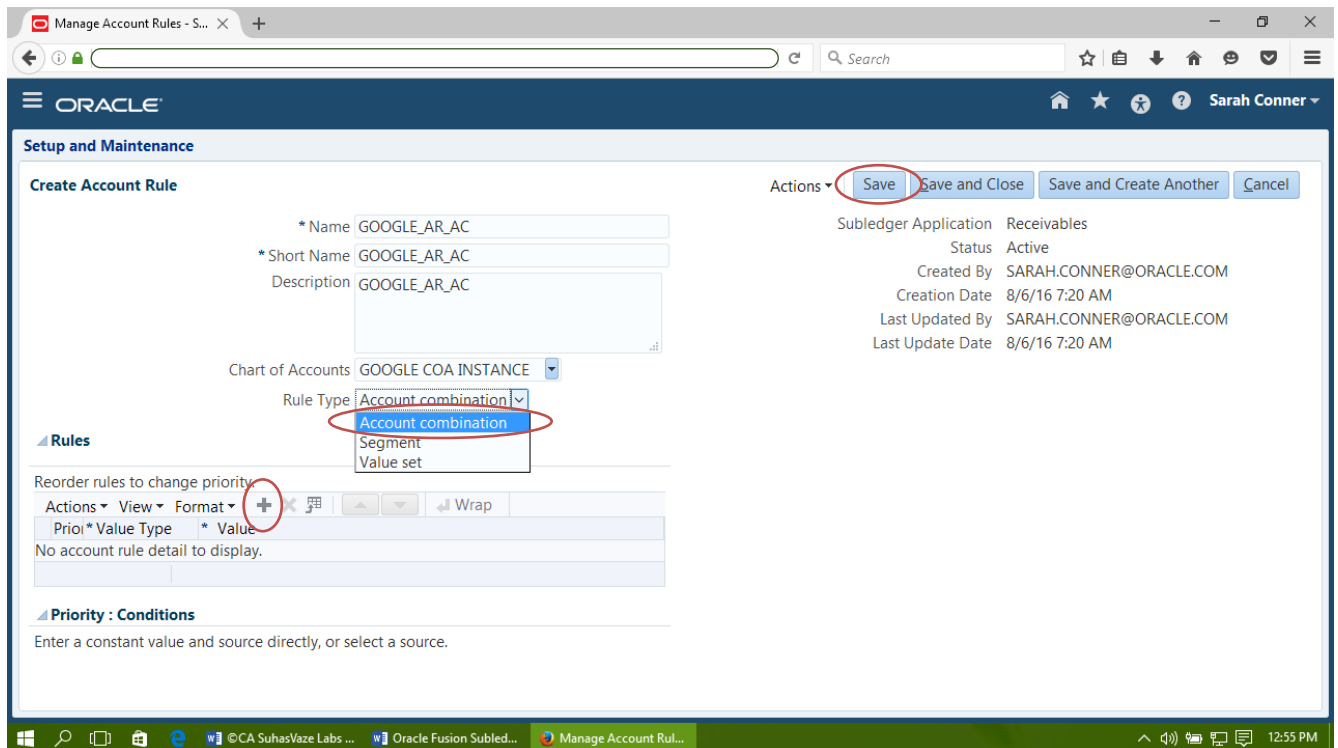 Manage Account Rules - S...
Search
ORACLE
Sarah Conner
Setup and Maintenance
Create Account Rule
Actions Save Save and Close Save and Create Another Cancel
* Name GOOGLE_AR_AC
* Short Name GOOGLE_AR_AC
Description GOOGLE_AR_AC
Chart of Accounts GOOGLE COA INSTANCE
Rule Type Account combination
Account combination
Segment
Value set
Subledger Application Receivables
Status Active
Created By SARAH.CONNER@ORACLE.COM
Creation Date 8/6/16 7:20 AM
Last Updated By SARAH.CONNER@ORACLE.COM
Last Update Date 8/6/16 7:20 AM
Rules
Reorder rules to change priority.
Actions View Format Wrap
Prior * Value Type * Value
No account rule detail to display.
Priority : Conditions
Enter a constant value and source directly, or select a source.
©CA SuhasVaze Labs ... Oracle Fusion Subled... Manage Account Rul... 12:55 PM